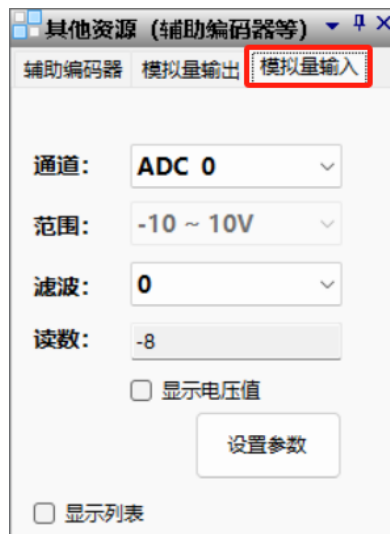 其他资源（辅助编码器等）
辅助编码器 模拟量输出 模拟量输入
通道： ADC 0
范围： -10 ~ 10V
滤波： 0
读数： -8
显示电压值
设置参数
显示列表